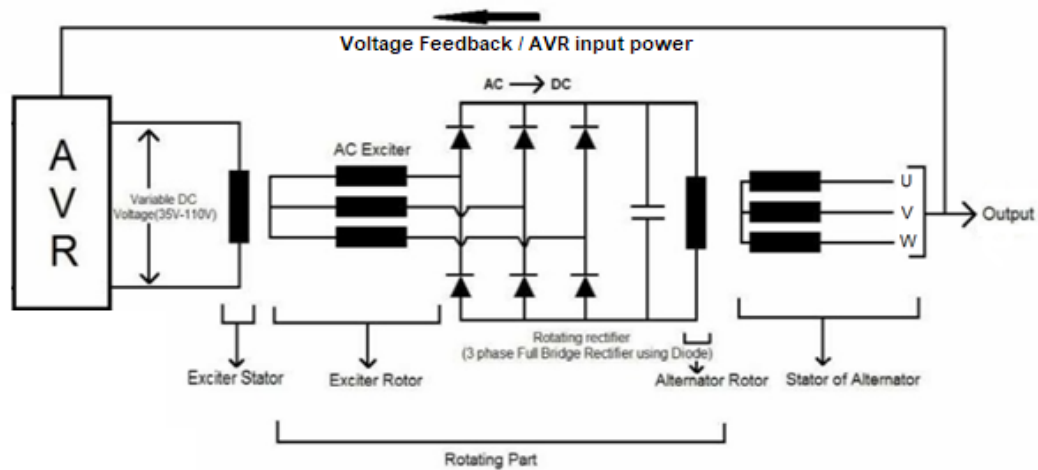 Voltage Feedback / AVR input power
AC → DC
A
V
R
Variable DC
Voltage(35V-110V)
AC Exciter
U
V
W
Output
Rotating rectifier
(3 phase Full Bridge Rectifier using Diode)
Exciter Stator
Exciter Rotor
Alternator Rotor
Stator of Alternator
Rotating Part